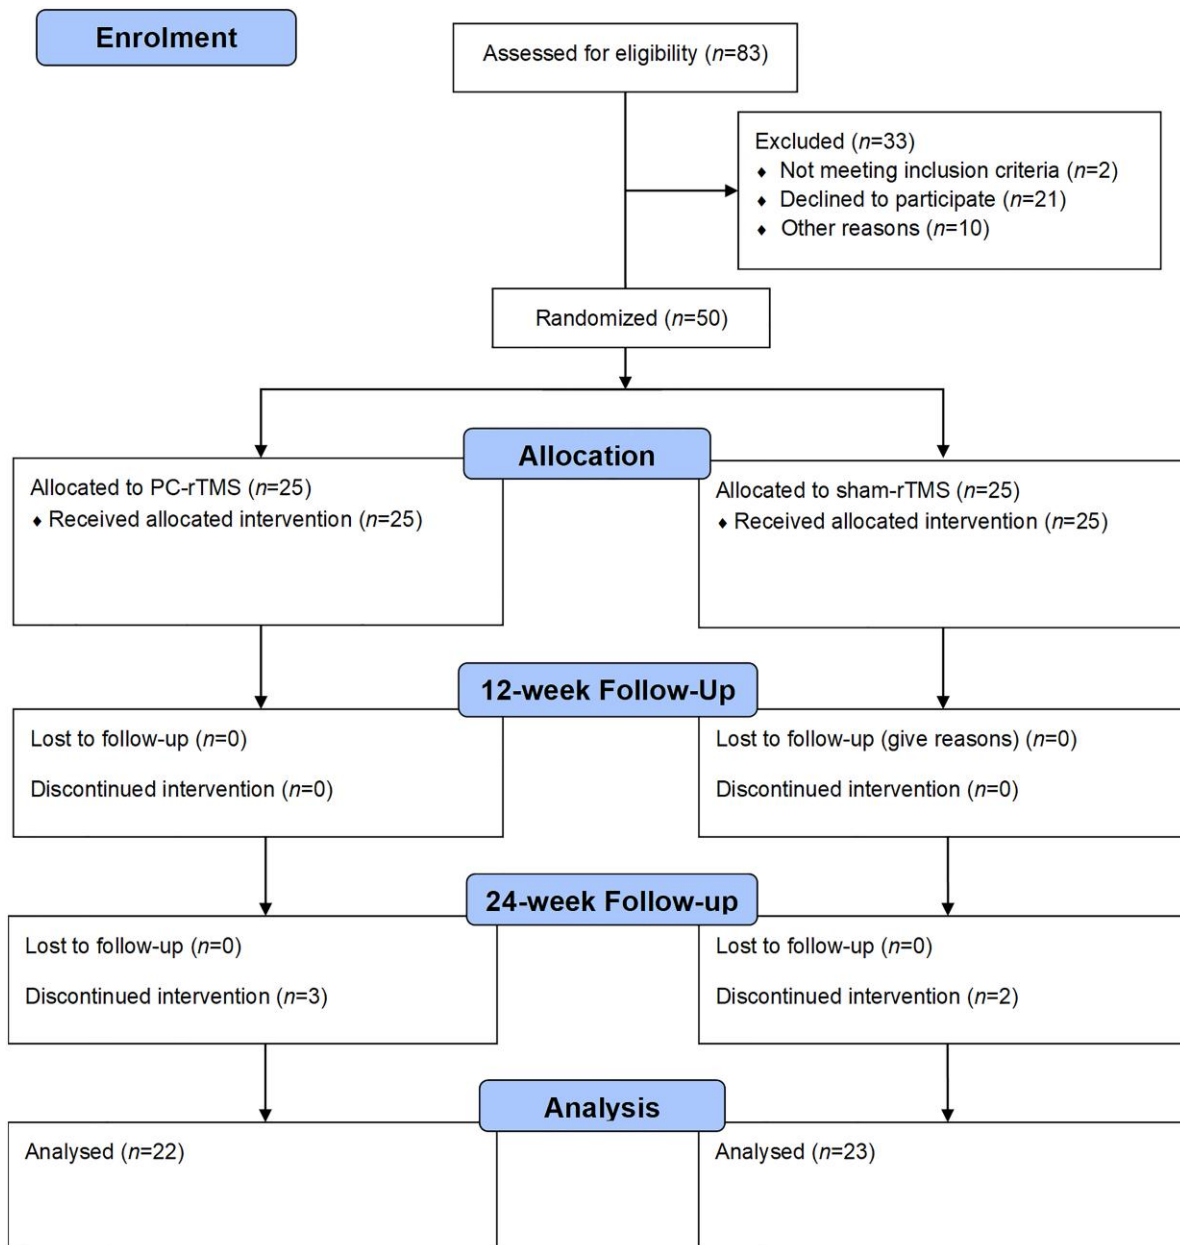 Enrolment
Assessed for eligibility (n=83)
Excluded (n=33)
♦ Not meeting inclusion criteria (n=2)
♦ Declined to participate (n=21)
♦ Other reasons (n=10)
Randomized (n=50)
Allocation
Allocated to PC-rTMS (n=25)
♦ Received allocated intervention (n=25)
Allocated to sham-rTMS (n=25)
♦ Received allocated intervention (n=25)
12-week Follow-Up
Lost to follow-up (n=0)
Discontinued intervention (n=0)
Lost to follow-up (give reasons) (n=0)
Discontinued intervention (n=0)
24-week Follow-up
Lost to follow-up (n=0)
Discontinued intervention (n=3)
Lost to follow-up (n=0)
Discontinued intervention (n=2)
Analysis
Analysed (n=22)
Analysed (n=23)